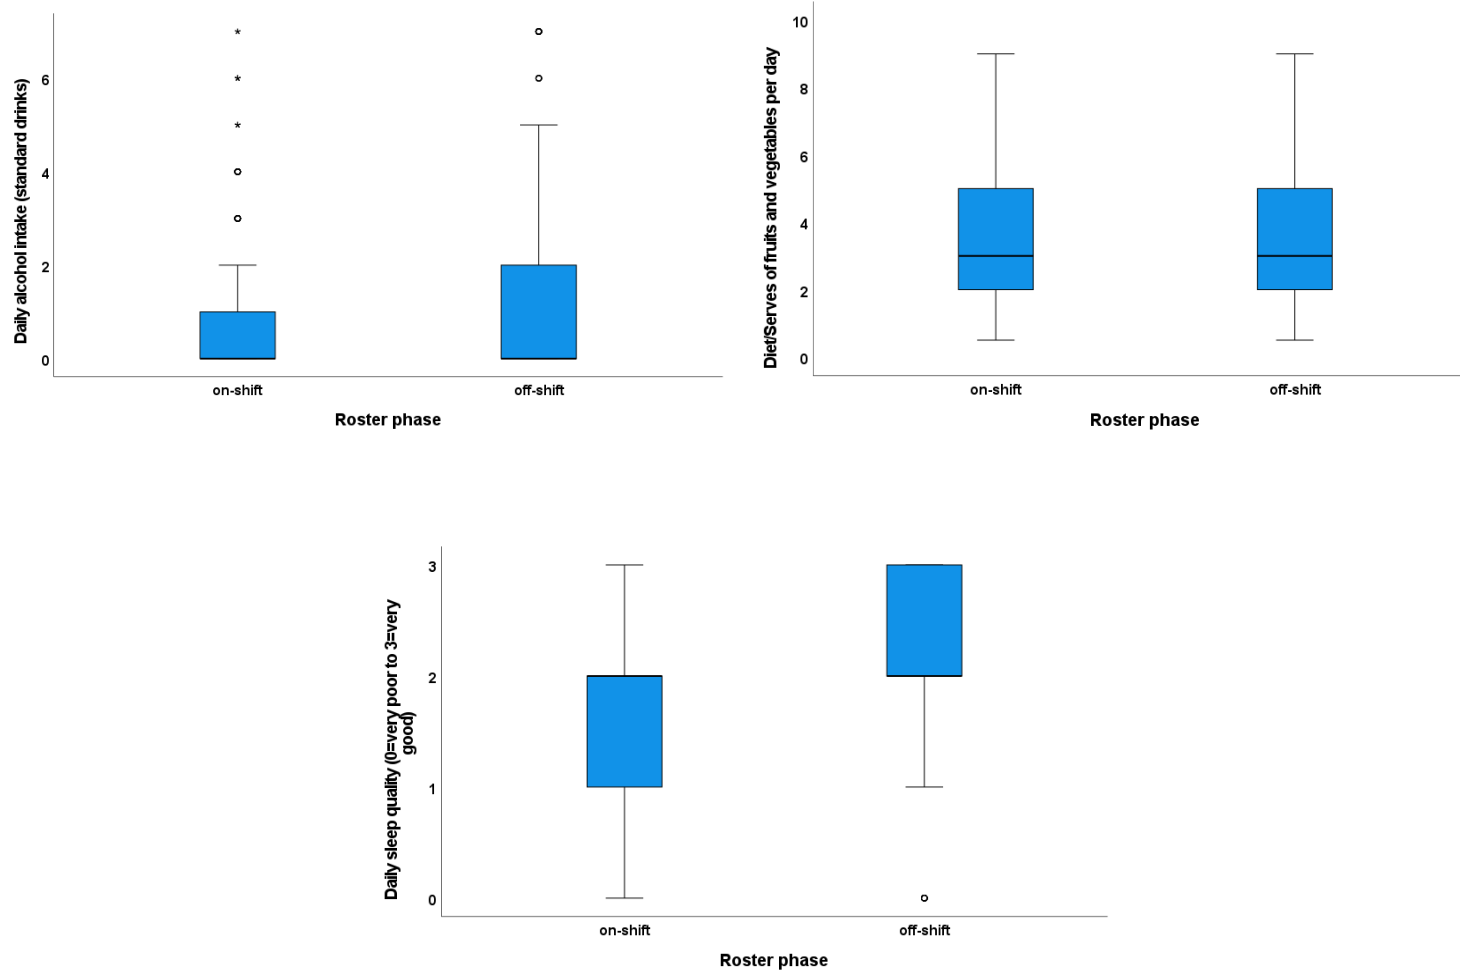 Daily alcohol intake (standard drinks)
6
4
2
0
on-shift
off-shift
Roster phase
Diet/Serves of fruits and vegetables per day
10
8
6
4
2
0
on-shift
off-shift
Roster phase
Daily sleep quality (0=very poor to 3=very
good)
3
2
1
0
on-shift
off-shift
Roster phase